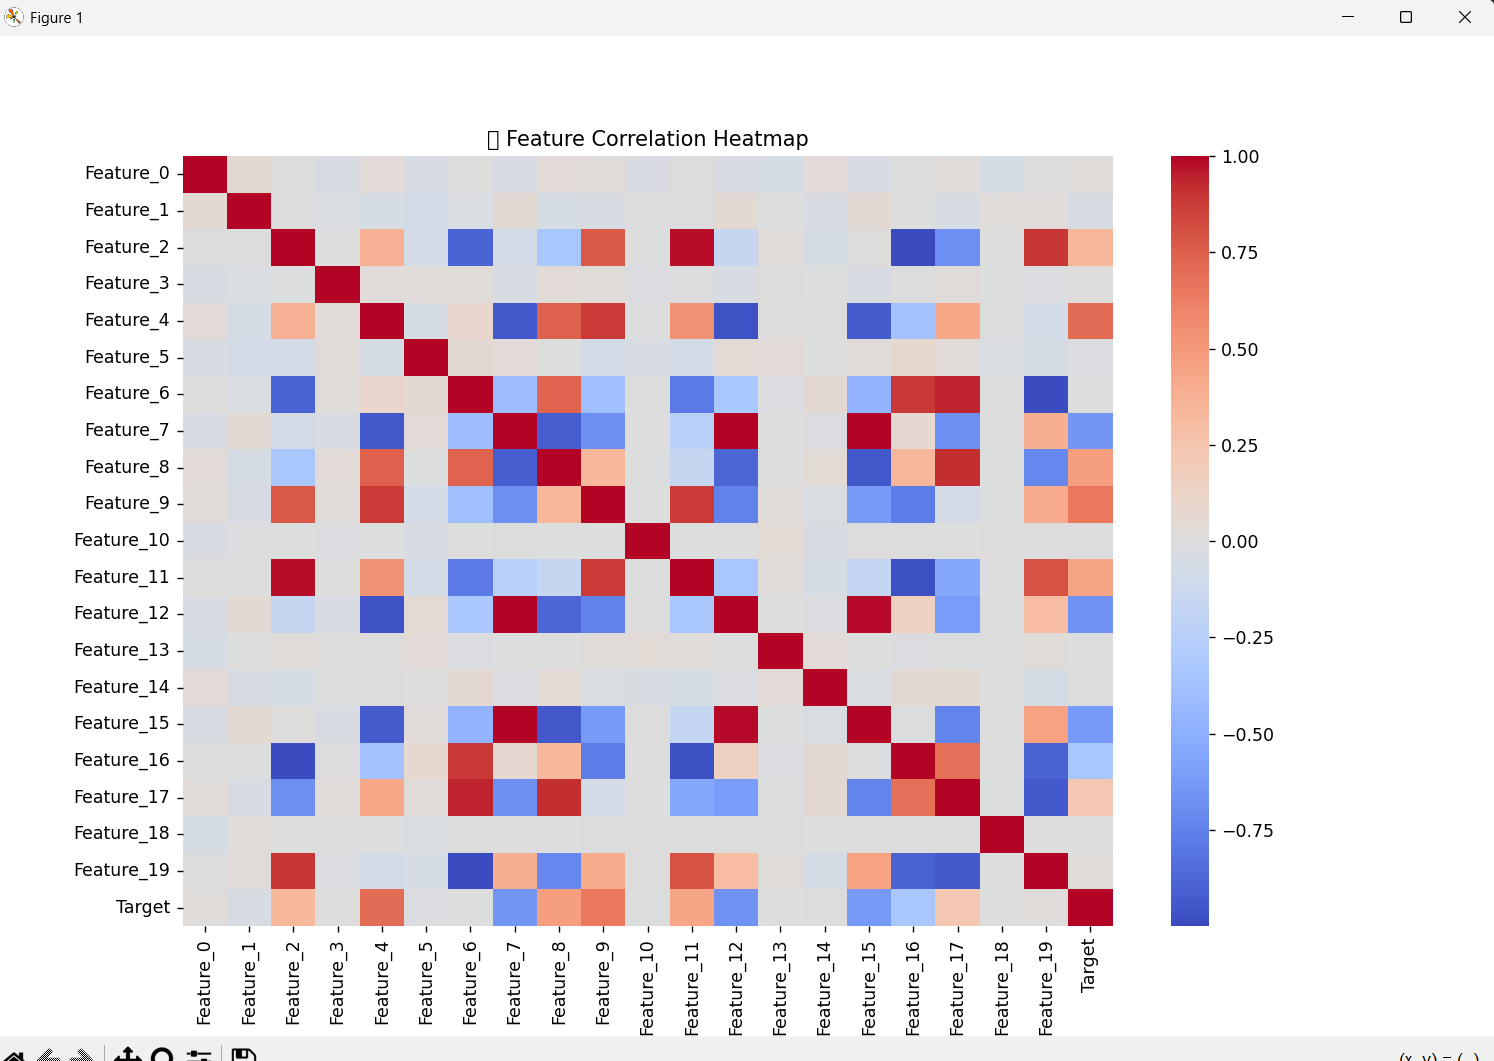 Figure 1
Feature Correlation Heatmap
Feature_0
Feature_1
Feature_2
Feature_3
Feature_4
Feature_5
Feature_6
Feature_7
Feature_8
Feature_9
Feature_10
Feature_11
Feature_12
Feature_13
Feature_14
Feature_15
Feature_16
Feature_17
Feature_18
Feature_19
Target
Feature_0
Feature_1
Feature_2
Feature_3
Feature_4
Feature_5
Feature_6
Feature_7
Feature_8
Feature_9
Feature_10
Feature_11
Feature_12
Feature_13
Feature_14
Feature_15
Feature_16
Feature_17
Feature_18
Feature_19
Target
1.00
0.75
0.50
0.25
0.00
−0.25
−0.50
−0.75